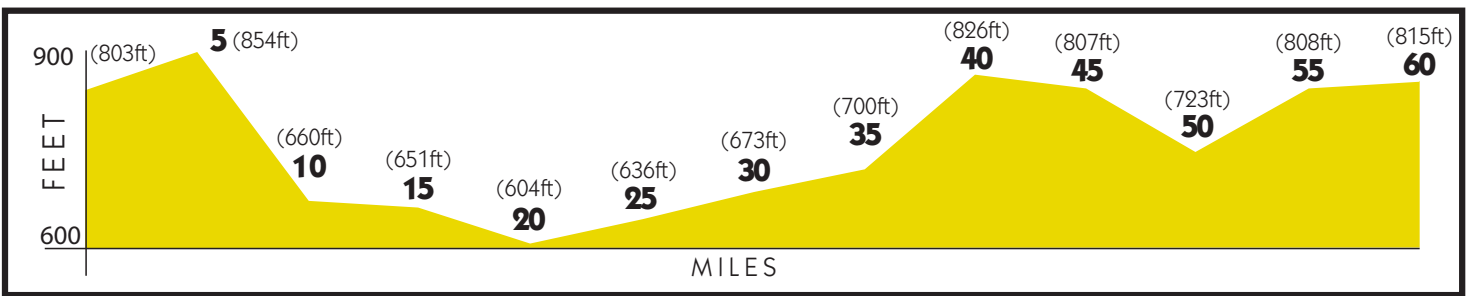 900
(803ft)
5 (854ft)
(660ft)
10
(651ft)
15
(604ft)
20
(636ft)
25
(673ft)
30
(700ft)
35
(826ft)
40
(807ft)
45
(723ft)
50
(808ft)
55
(815ft)
60
FEET
600
MILES